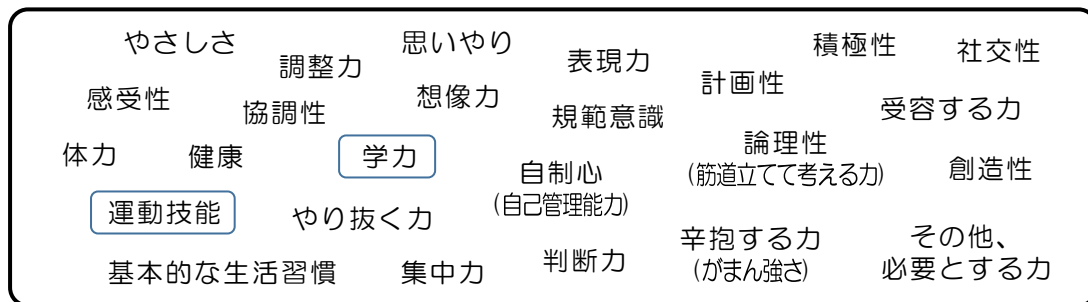 やさしさ
調整力
思いやり
表現力
積極性
社交性
感受性
協調性
想像力
規範意識
計画性
受容する力
体力
健康
学力
自制心
(自己管理能力)
論理性
(筋道立てて考える力)
創造性
運動技能
やり抜く力
基本的な生活習慣
集中力
判断力
辛抱する力
(がまん強さ)
その他、
必要とする力